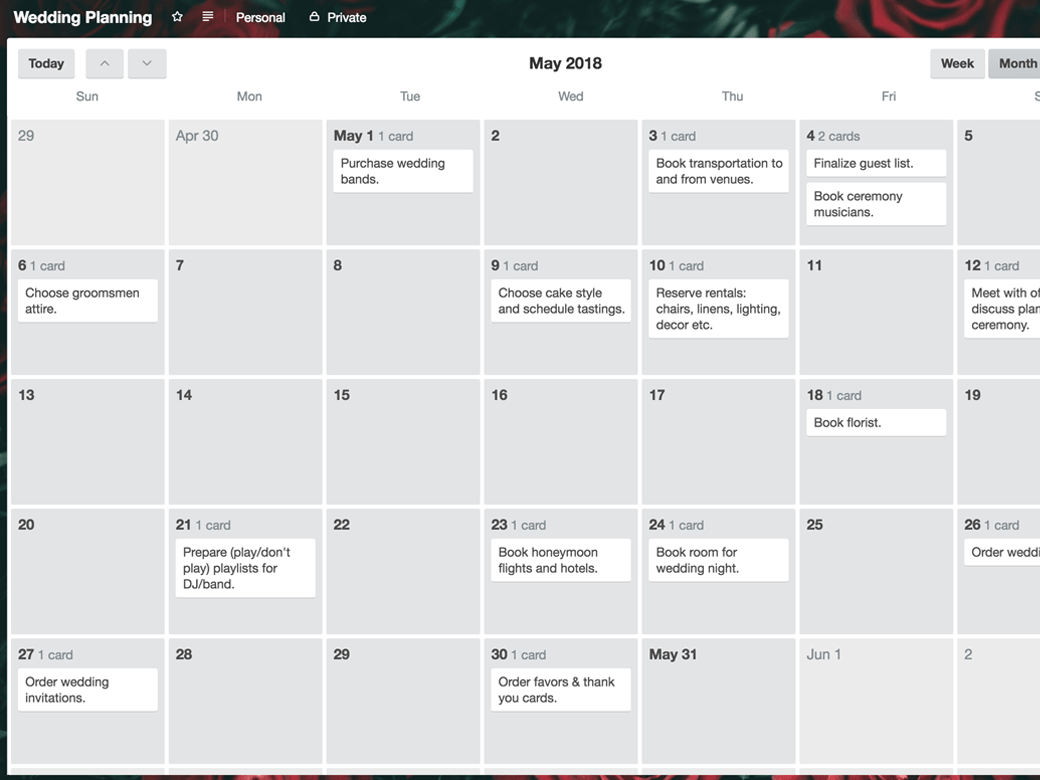 Wedding Planning Personal Private
Today May 2018 Week Month
Sun Mon Tue Wed Thu Fri S
29 Apr 30 May 1 1 card 2 3 1 card 4 2 cards 5
Purchase wedding
bands.
Book transportation to
and from venues.
Finalize guest list.
Book ceremony
musicians.
6 1 card 7 8 9 1 card 10 1 card 11 12 1 card
Choose groomsmen
attire.
Choose cake style
and schedule tastings.
Reserve rentals:
chairs, linens, lighting,
decor etc.
Meet with of
discuss plan
ceremony.
13 14 15 16 17 18 1 card 19
Book florist.
20 21 1 card 22 23 1 card 24 1 card 25 26 1 card
Prepare (play/don't
play) playlists for
DJ/band.
Book honeymoon
flights and hotels.
Book room for
wedding night.
Order weddi
27 1 card 28 29 30 1 card May 31 Jun 1 2
Order wedding
invitations.
Order favors & thank
you cards.